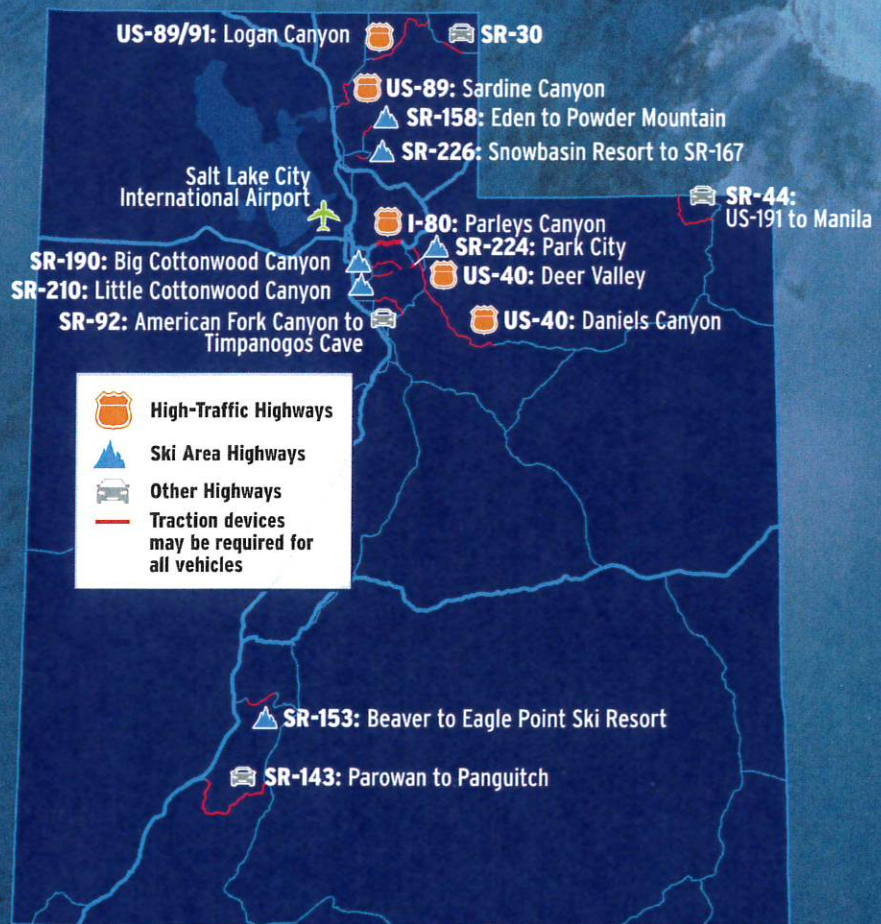 US-89/91: Logan Canyon
SR-30
US-89: Sardine Canyon
SR-158: Eden to Powder Mountain
SR-226: Snowbasin Resort to SR-167
Salt Lake City
International Airport
SR-44:
US-191 to Manila
I-80: Parleys Canyon
SR-224: Park City
SR-190: Big Cottonwood Canyon
US-40: Deer Valley
SR-210: Little Cottonwood Canyon
SR-92: American Fork Canyon to
Timpanogos Cave
US-40: Daniels Canyon
High-Traffic Highways
Ski Area Highways
Other Highways
Traction devices
may be required for
all vehicles
SR-153: Beaver to Eagle Point Ski Resort
SR-143: Parowan to Panguitch